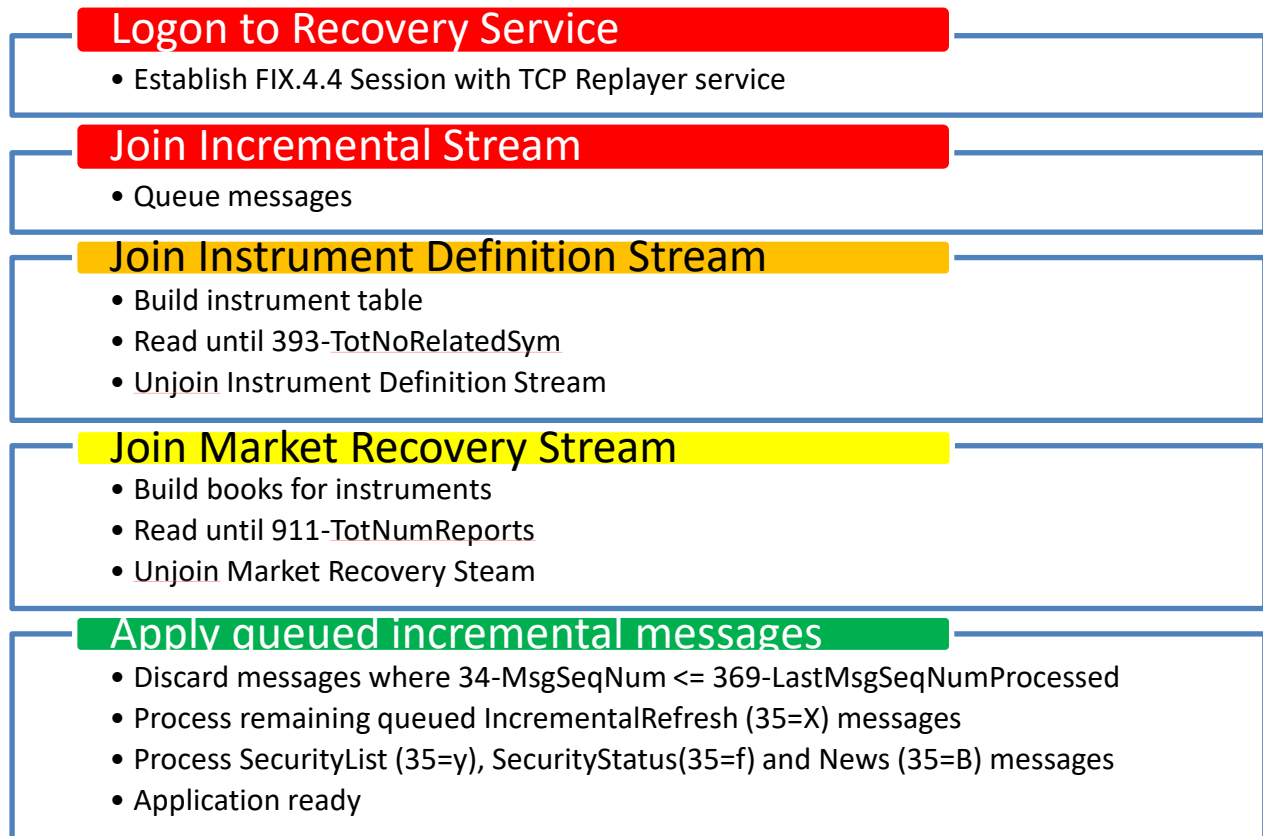 Logon to Recovery Service
• Establish FIX.4.4 Session with TCP Replayer service
Join Incremental Stream
• Queue messages
Join Instrument Definition Stream
• Build instrument table
• Read until 393-TotNoRelatedSym
• Unjoin Instrument Definition Stream
Join Market Recovery Stream
• Build books for instruments
• Read until 911-TotNumReports
• Unjoin Market Recovery Steam
Apply queued incremental messages
• Discard messages where 34-MsgSeqNum <= 369-LastMsgSeqNumProcessed
• Process remaining queued IncrementalRefresh (35=X) messages
• Process SecurityList (35=y), SecurityStatus(35=f) and News (35=B) messages
• Application ready